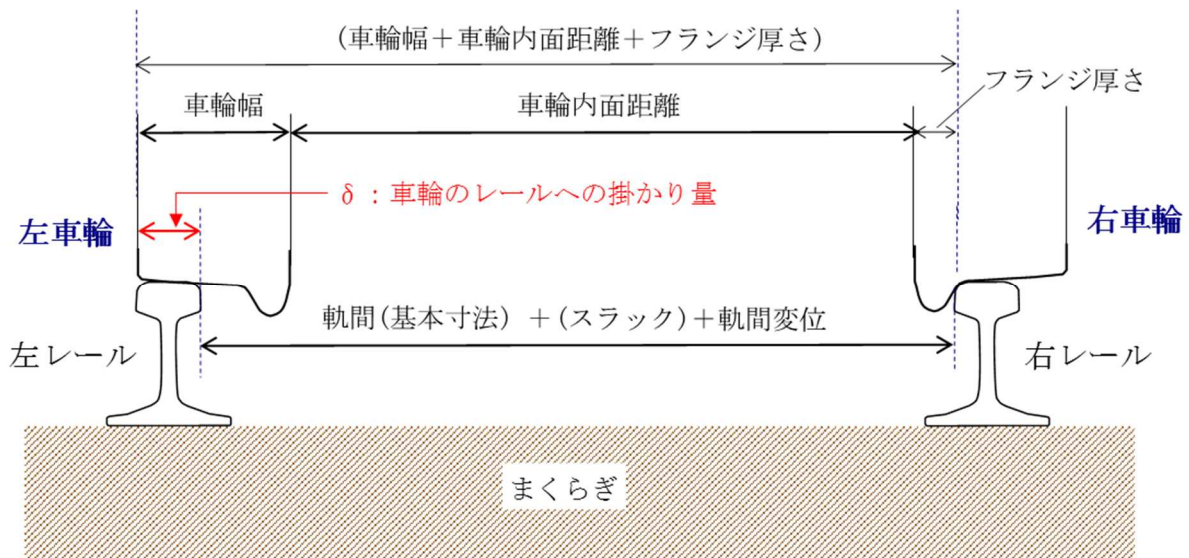 (車輪幅＋車輪内面距離＋フランジ厚さ)
フランジ厚さ
車輪幅
車輪内面距離
δ：車輪のレールへの掛かり量
左車輪
右車輪
軌間(基本寸法)＋(スラック)＋軌間変位
左レール
右レール
まくらぎ